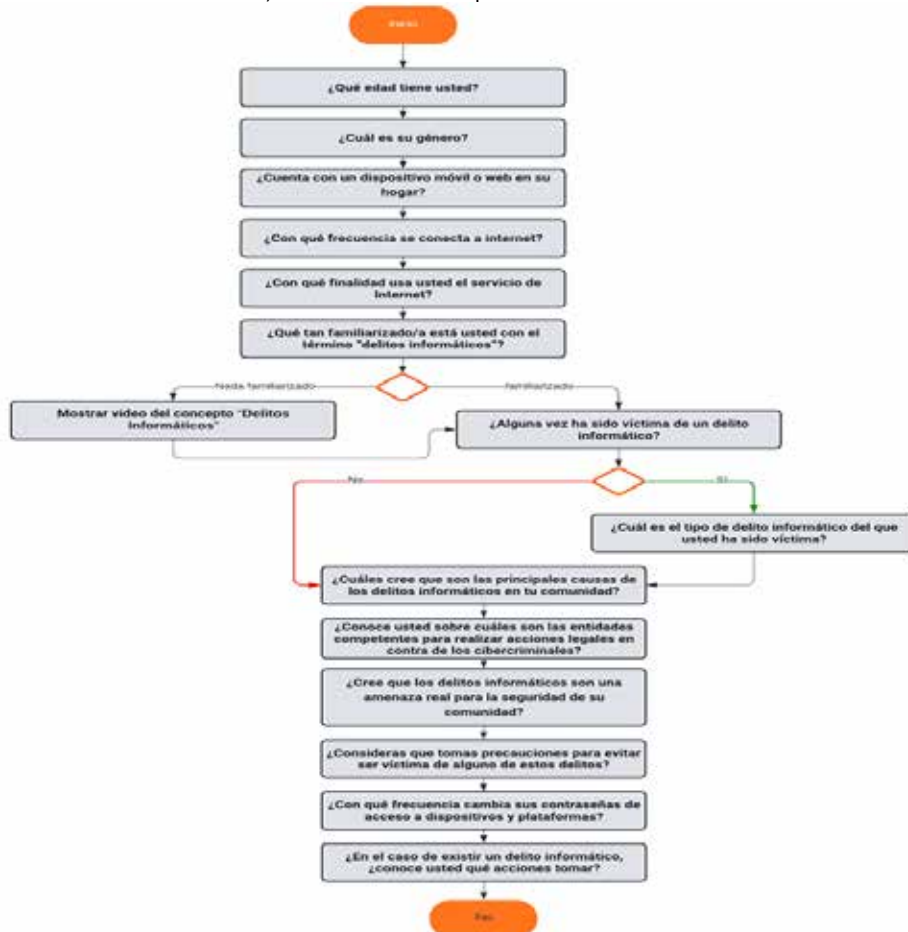 Inicio
¿Qué edad tiene usted?
¿Cuál es su género?
¿Cuenta con un dispositivo móvil o web en su
hogar?
¿Con qué frecuencia se conecta a internet?
¿Con qué finalidad usa usted el servicio de
Internet?
¿Qué tan familiarizado/a está usted con el
término "delitos informáticos"?
Nada familiarizado
familiarizado
Mostrar video del concepto "Delitos
Informáticos"
¿Alguna vez ha sido víctima de un delito
informático?
No
Si
¿Cuál es el tipo de delito informático del que
usted ha sido víctima?
¿Cuáles cree que son las principales causas de
los delitos informáticos en tu comunidad?
¿Conoce usted sobre cuáles son las entidades
competentes para realizar acciones legales en
contra de los cibercriminales?
¿Cree que los delitos informáticos son una
amenaza real para la seguridad de su
comunidad?
¿Consideras que tomas precauciones para evitar
ser víctima de alguno de estos delitos?
¿Con qué frecuencia cambia sus contraseñas de
acceso a dispositivos y plataformas?
¿En el caso de existir un delito informático,
¿conoce usted qué acciones tomar?
Fin